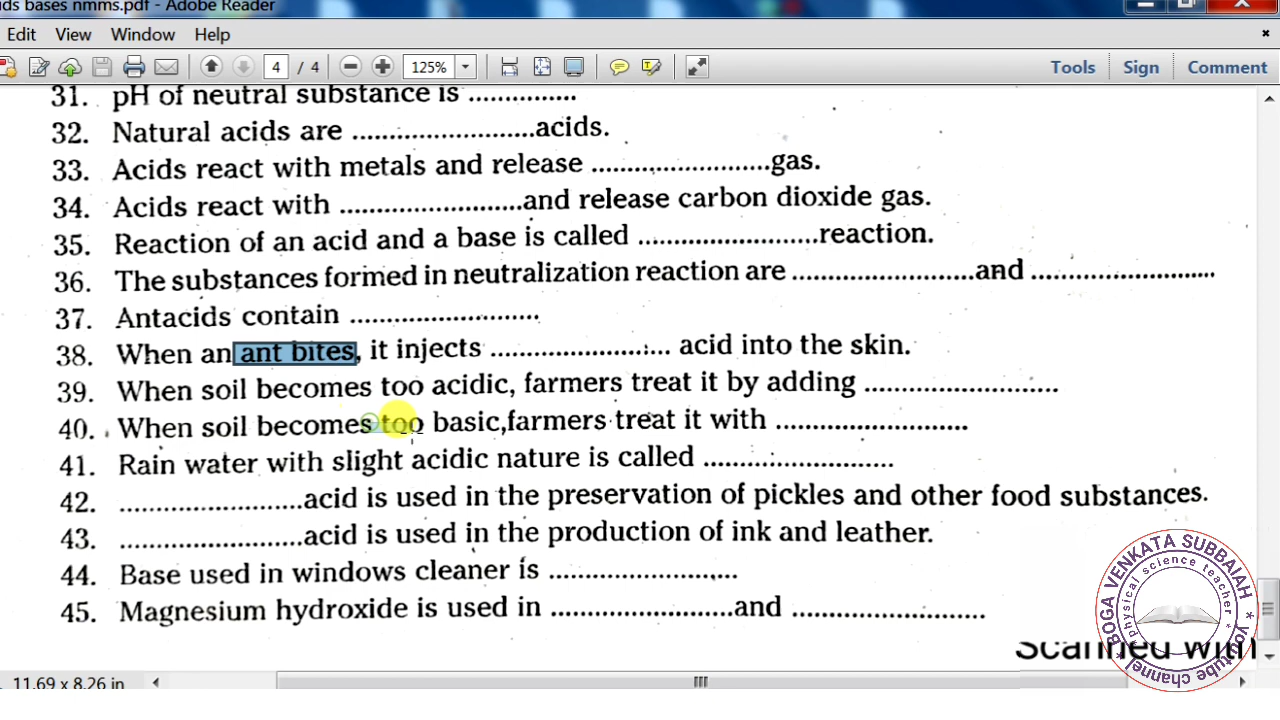 ds bases nmms.pdf - Adobe Reader
Edit View Window Help
4 / 4 125% Tools Sign Comment
31. pH of neutral substance is ...............
32. Natural acids are ..........................acids.
33. Acids react with metals and release .........................gas.
34. Acids react with .........................and release carbon dioxide gas.
35. Reaction of an acid and a base is called .........................reaction.
36. The substances formed in neutralization reaction are .........................and .........................
37. Antacids contain ..........................
38. When an ant bites, it injects ......................... acid into the skin.
39. When soil becomes too acidic, farmers treat it by adding ...........................
40. When soil becomes too basic,farmers treat it with ...........................
41. Rain water with slight acidic nature is called ...........................
42. .........................acid is used in the preservation of pickles and other food substances.
43. .........................acid is used in the production of ink and leather.
44. Base used in windows cleaner is ...........................
45. Magnesium hydroxide is used in .........................and ...........................
Scanned with
BOGA VENKATA SUBBAIAH * youtube channel *
physical science teacher
11.69 x 8.26 in